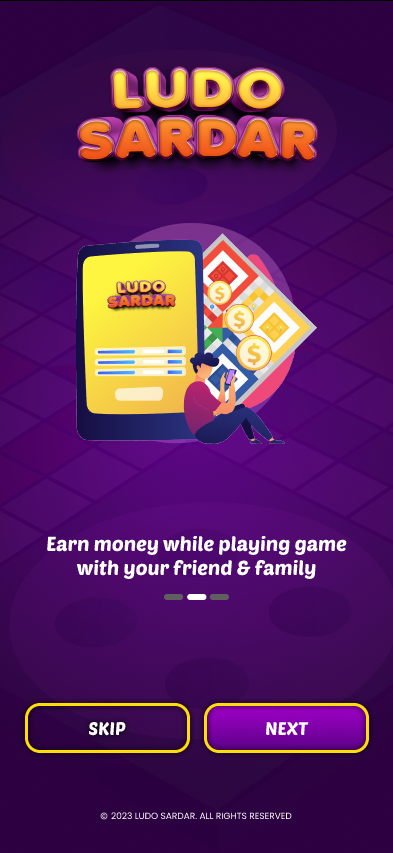 LUDO
SARDAR
LUDO
SARDAR
Earn money while playing game
with your friend & family
SKIP
NEXT
© 2023 LUDO SARDAR. ALL RIGHTS RESERVED